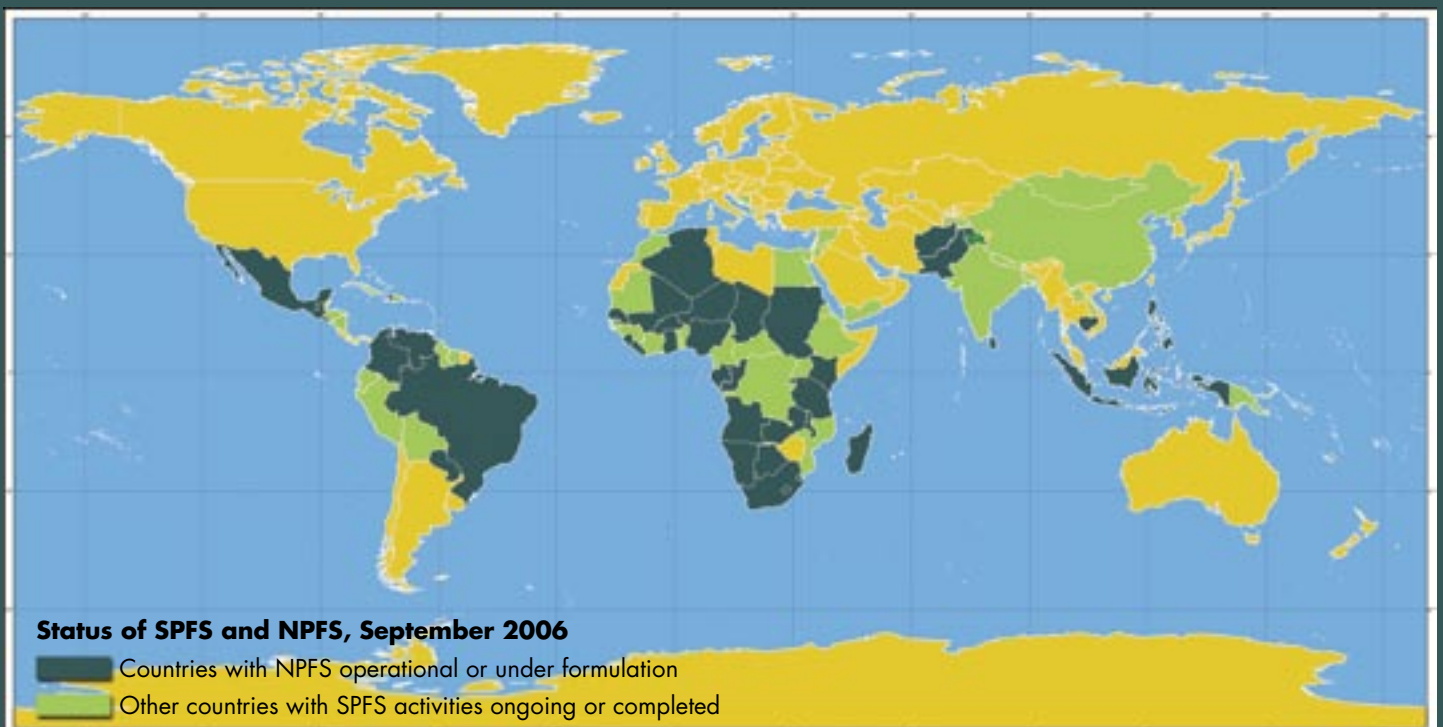 Status of SPFS and NPFS, September 2006
Countries with NPFS operational or under formulation
Other countries with SPFS activities ongoing or completed